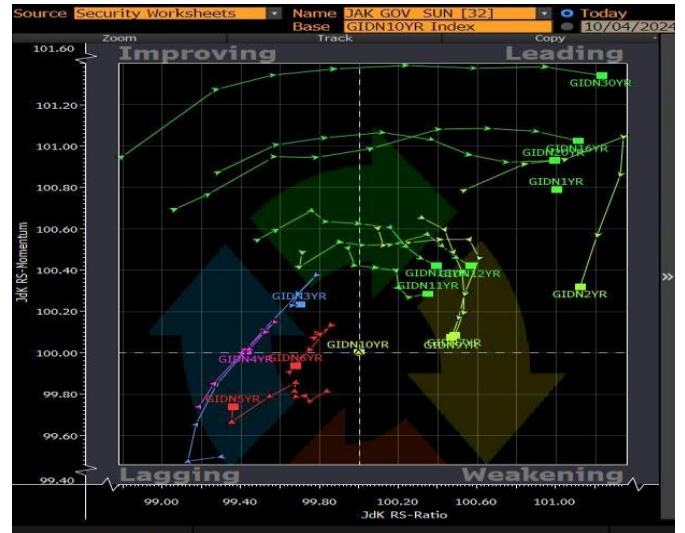 Source Security Worksheets Name JAK GOV SUN [32] Today
Base GIDN10YR Index 10/04/2024
Zoom Track Copy
Improving Leading
101.60
101.20
101.00
100.80
100.60
100.40
100.20
100.00
99.80
99.60
99.40
JdK RS-Momentum
GIDN30YR
GIDN16YR
GIDN20YR
GIDN1YR
GIDN12YR
GIDN11YR
GIDN2YR
GIDN3YR
GIDN10YR
GIDN4YR
GIDN6YR
GIDN5YR
Lagging Weakening
99.00 99.40 99.80 100.20 100.60 101.00
JdK RS-Ratio
»